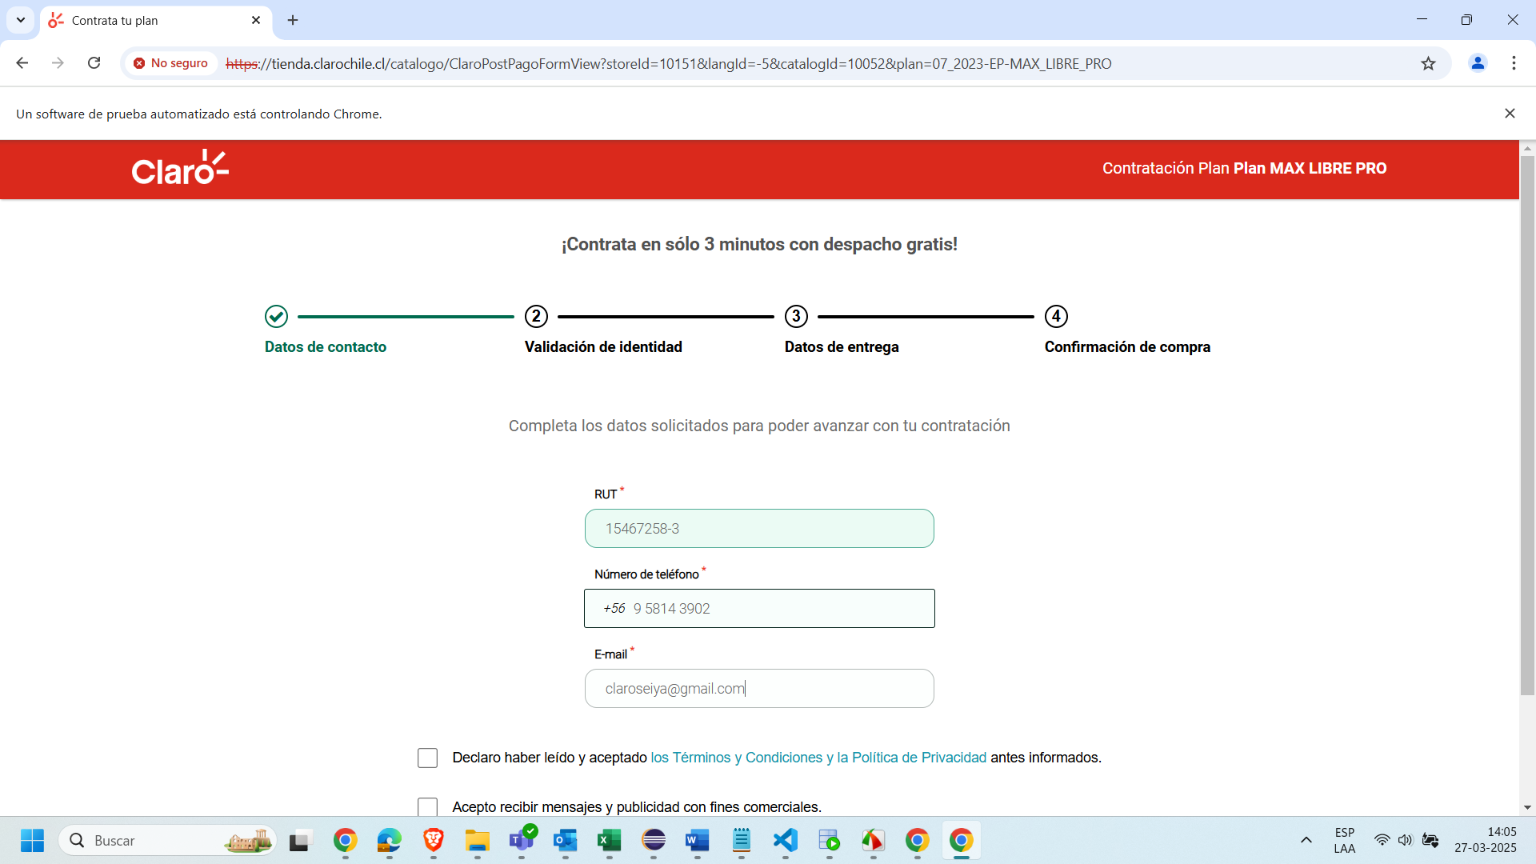 Contrata tu plan
No seguro
https://tienda.clarochile.cl/catalogo/ClaroPostPagoFormView?storeId=10151&langId=-5&catalogId=10052&plan=07_2023-EP-MAX_LIBRE_PRO
Un software de prueba automatizado está controlando Chrome.
Claro
Contratación Plan Plan MAX LIBRE PRO
¡Contrata en sólo 3 minutos con despacho gratis!
2 3 4
Datos de contacto Validación de identidad Datos de entrega Confirmación de compra
Completa los datos solicitados para poder avanzar con tu contratación
RUT *
15467258-3
Número de teléfono *
+56 9 5814 3902
E-mail *
claroseiya@gmail.com
Declaro haber leído y aceptado los Términos y Condiciones y la Política de Privacidad antes informados.
Acepto recibir mensajes y publicidad con fines comerciales.
Buscar
ESP
LAA
14:05
27-03-2025